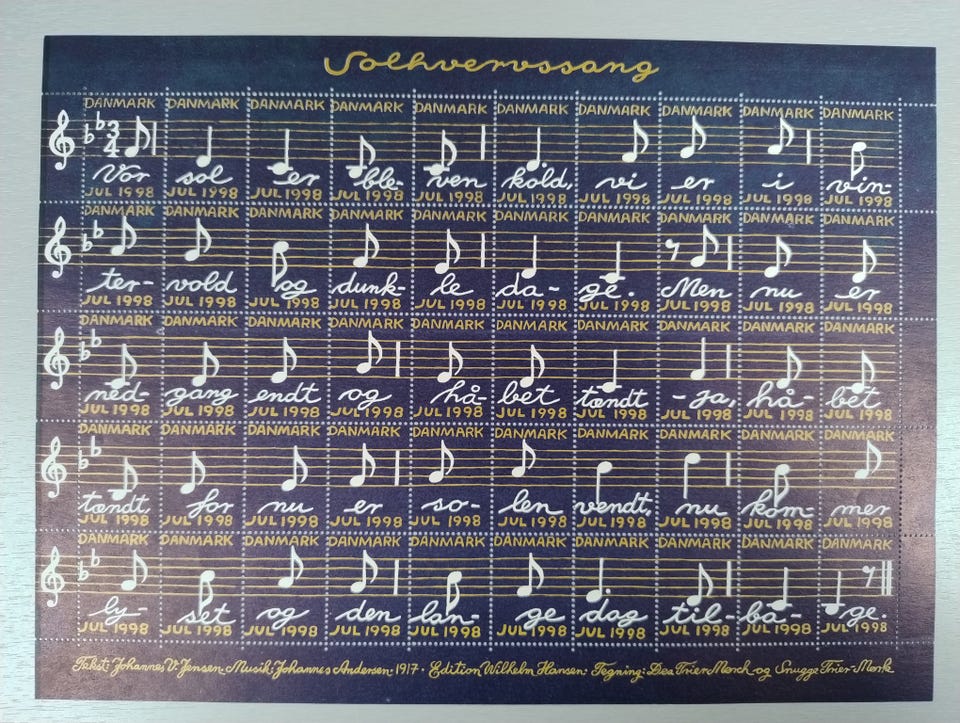 Solhvervssang
DANMARK DANMARK DANMARK DANMARK DANMARK DANMARK DANMARK DANMARK DANMARK DANMARK
3
4
Vor sol er ble- ven kold, vi er i vin-
JUL 1998 JUL 1998 JUL 1998 JUL 1998 JUL 1998 JUL 1998 JUL 1998 JUL 1998 JUL 1998 JUL 1998
DANMARK DANMARK DANMARK DANMARK DANMARK DANMARK DANMARK DANMARK DANMARK DANMARK
ter- vold og dunk- le da- ge. Men nu er
JUL 1998 JUL 1998 JUL 1998 JUL 1998 JUL 1998 JUL 1998 JUL 1998 JUL 1998 JUL 1998 JUL 1998
DANMARK DANMARK DANMARK DANMARK DANMARK DANMARK DANMARK DANMARK DANMARK DANMARK
ned- gang endt og hå- bet tændt -ja, hå- bet
JUL 1998 JUL 1998 JUL 1998 JUL 1998 JUL 1998 JUL 1998 JUL 1998 JUL 1998 JUL 1998 JUL 1998
DANMARK DANMARK DANMARK DANMARK DANMARK DANMARK DANMARK DANMARK DANMARK DANMARK
tændt, for nu er so- len vendt, nu kom- mer
JUL 1998 JUL 1998 JUL 1998 JUL 1998 JUL 1998 JUL 1998 JUL 1998 JUL 1998 JUL 1998 JUL 1998
DANMARK DANMARK DANMARK DANMARK DANMARK DANMARK DANMARK DANMARK DANMARK DANMARK
ly- set og den lan- ge dag til- ba- ge.
JUL 1998 JUL 1998 JUL 1998 JUL 1998 JUL 1998 JUL 1998 JUL 1998 JUL 1998 JUL 1998 JUL 1998
Tekst: Johannes V. Jensen. Musik: Johannes Andersen 1917 · Edition Wilhelm Hansen · Tegning: Dea Trier Mørch og Snugge Trier-Mørk